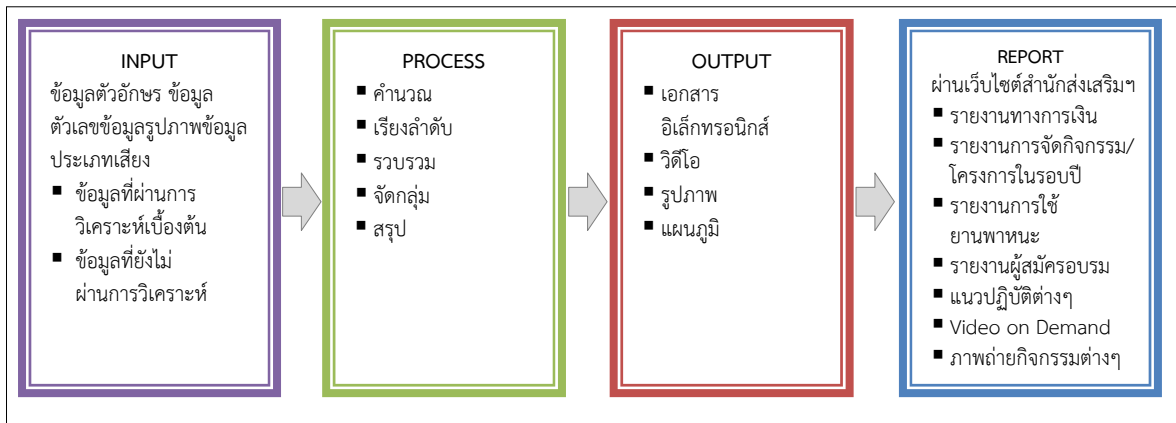 INPUT
ข้อมูลตัวอักษร ข้อมูล
ตัวเลขข้อมูลรูปภาพข้อมูล
ประเภทเสียง
■ ข้อมูลที่ผ่านการ
วิเคราะห์เบื้องต้น
■ ข้อมูลที่ยังไม่
ผ่านการวิเคราะห์
PROCESS
■ คำนวณ
■ เรียงลำดับ
■ รวบรวม
■ จัดกลุ่ม
■ สรุป
OUTPUT
■ เอกสาร
อิเล็กทรอนิกส์
■ วิดีโอ
■ รูปภาพ
■ แผนภูมิ
REPORT
ผ่านเว็บไซต์สำนักส่งเสริมฯ
■ รายงานทางการเงิน
■ รายงานการจัดกิจกรรม/
โครงการในรอบปี
■ รายงานการใช้
ยานพาหนะ
■ รายงานผู้สมัครอบรม
■ แนวปฏิบัติต่างๆ
■ Video on Demand
■ ภาพถ่ายกิจกรรมต่างๆ